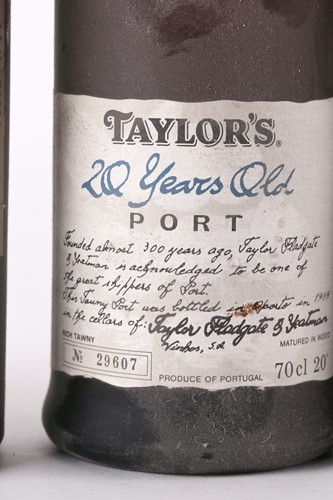 TAYLOR'S®
20 Years Old
PORT
Founded almost 300 years ago, Taylor Fladgate
& Yeatman is acknowledged to be one of
the great shippers of Port.
This Tawny Port was bottled in Oporto in 1989
in the cellars of: Taylor Fladgate & Yeatman
Vinhos, S.A.
RICH TAWNY
MATURED IN WOOD
Nº 29607
70cl 20
PRODUCE OF PORTUGAL